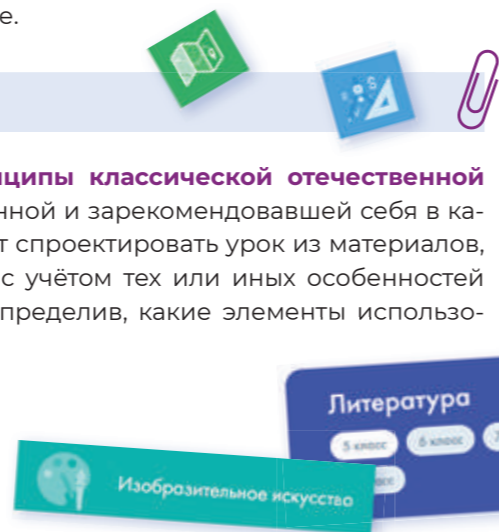 е.
ципы классической отечественной
нной и зарекомендовавшей себя в ка-
т спроектировать урок из материалов,
с учётом тех или иных особенностей
пределив, какие элементы использо-
Литература
5 класс 6 класс
Изобразительное искусство